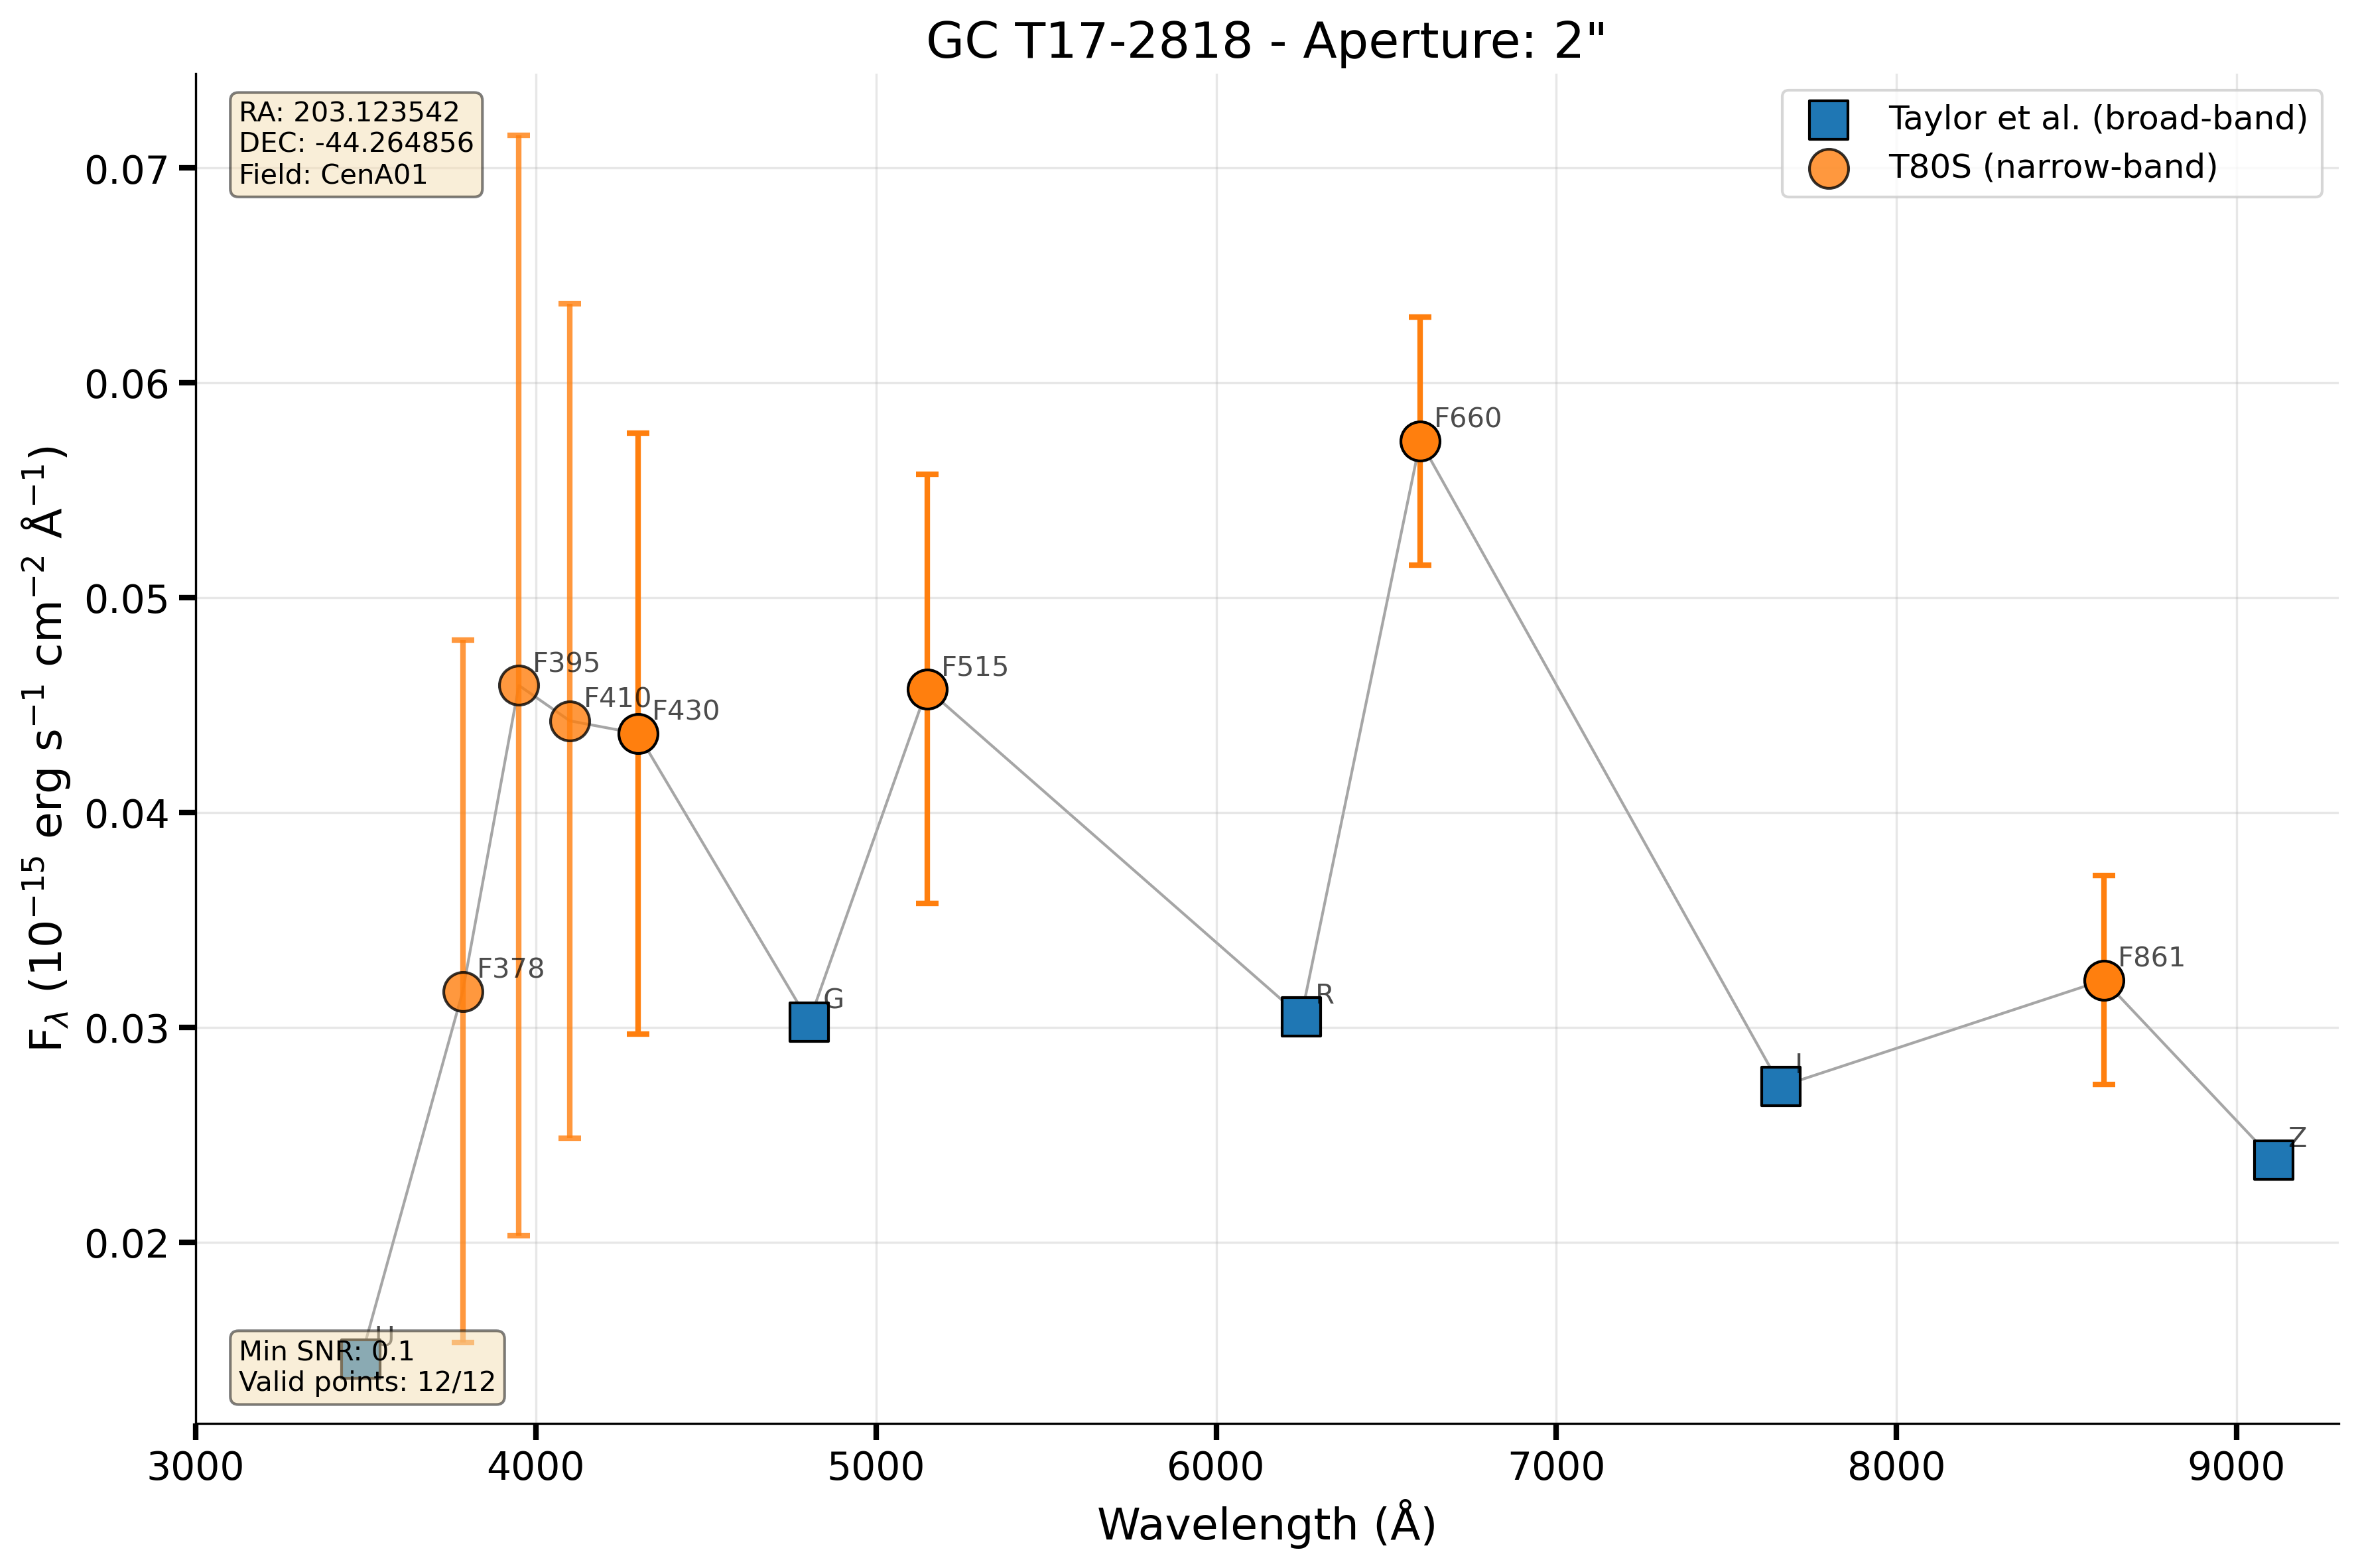 GC T17-2818 - Aperture: 2"
RA: 203.123542
DEC: -44.264856
Field: CenA01
Taylor et al. (broad-band)
T80S (narrow-band)
0.07
0.06
0.05
0.04
0.03
0.02
F_λ (10⁻¹⁵ erg s⁻¹ cm⁻² Å⁻¹)
F660
F395
F410
F430
F515
F378
F861
G
R
I
Z
U
Min SNR: 0.1
Valid points: 12/12
3000 4000 5000 6000 7000 8000 9000
Wavelength (Å)